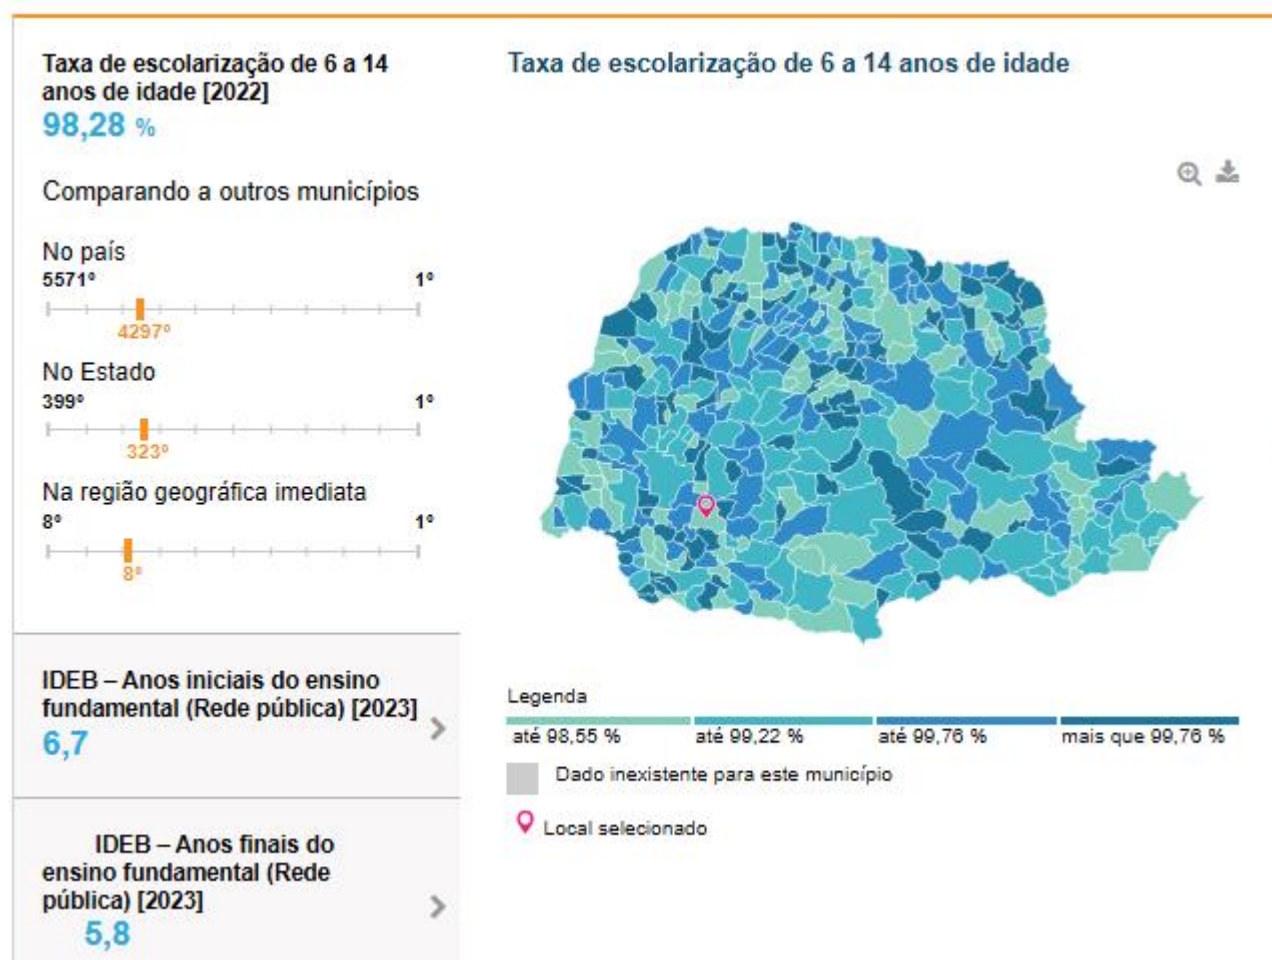 Taxa de escolarização de 6 a 14
anos de idade [2022]
98,28 %
Comparando a outros municípios
No país
5571º 1º
4297º
No Estado
399º 1º
323º
Na região geográfica imediata
8º 1º
8º
IDEB – Anos iniciais do ensino
fundamental (Rede pública) [2023]
6,7
IDEB – Anos finais do
ensino fundamental (Rede
pública) [2023]
5,8
Taxa de escolarização de 6 a 14 anos de idade
Legenda
até 98,55 % até 99,22 % até 99,76 % mais que 99,76 %
Dado inexistente para este município
Local selecionado